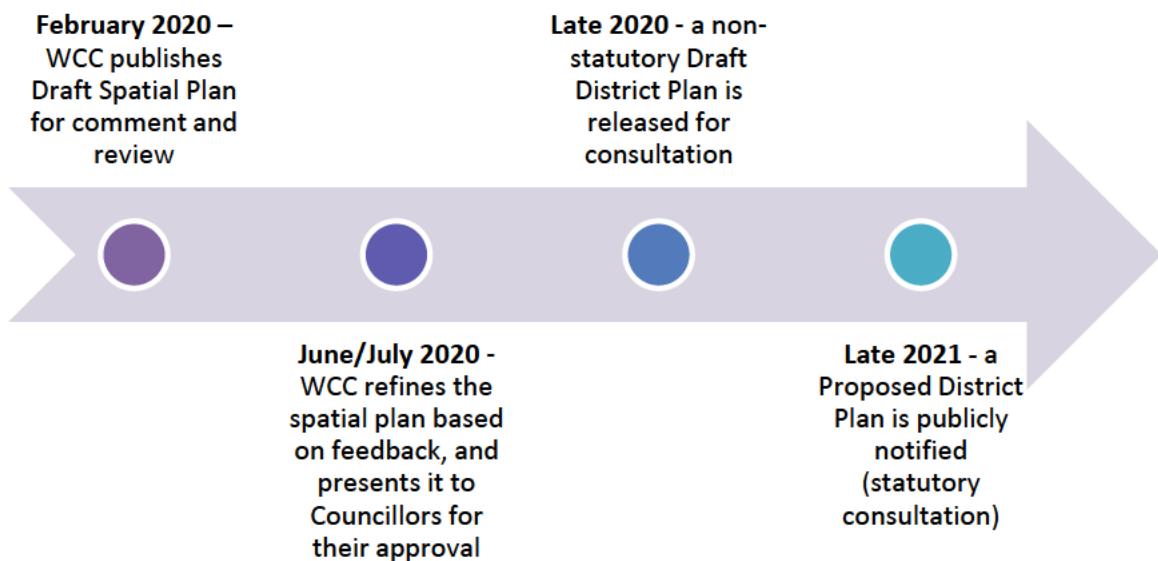 February 2020 –
WCC publishes
Draft Spatial Plan
for comment and
review
June/July 2020 -
WCC refines the
spatial plan based
on feedback, and
presents it to
Councillors for
their approval
Late 2020 - a non-
statutory Draft
District Plan is
released for
consultation
Late 2021 - a
Proposed District
Plan is publicly
notified
(statutory
consultation)